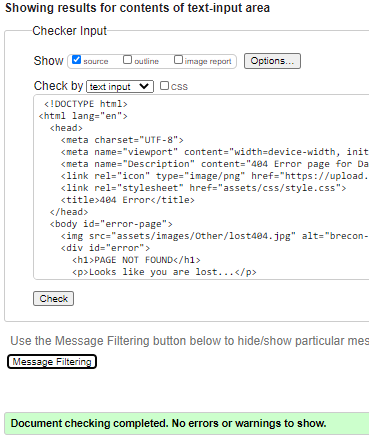 Showing results for contents of text-input area
Checker Input
Show source outline image report Options...
Check by text input css
<!DOCTYPE html>
<html lang="en">
<head>
<meta charset="UTF-8">
<meta name="viewport" content="width=device-width, init
<meta name="Description" content="404 Error page for Da
<link rel="icon" type="image/png" href="https://upload.
<link rel="stylesheet" href="assets/css/style.css">
<title>404 Error</title>
</head>
<body id="error-page">
<img src="assets/images/Other/lost404.jpg" alt="brecon-
<div id="error">
<h1>PAGE NOT FOUND</h1>
<p>Looks like you are lost...</p>
Check
Use the Message Filtering button below to hide/show particular mes
Message Filtering
Document checking completed. No errors or warnings to show.